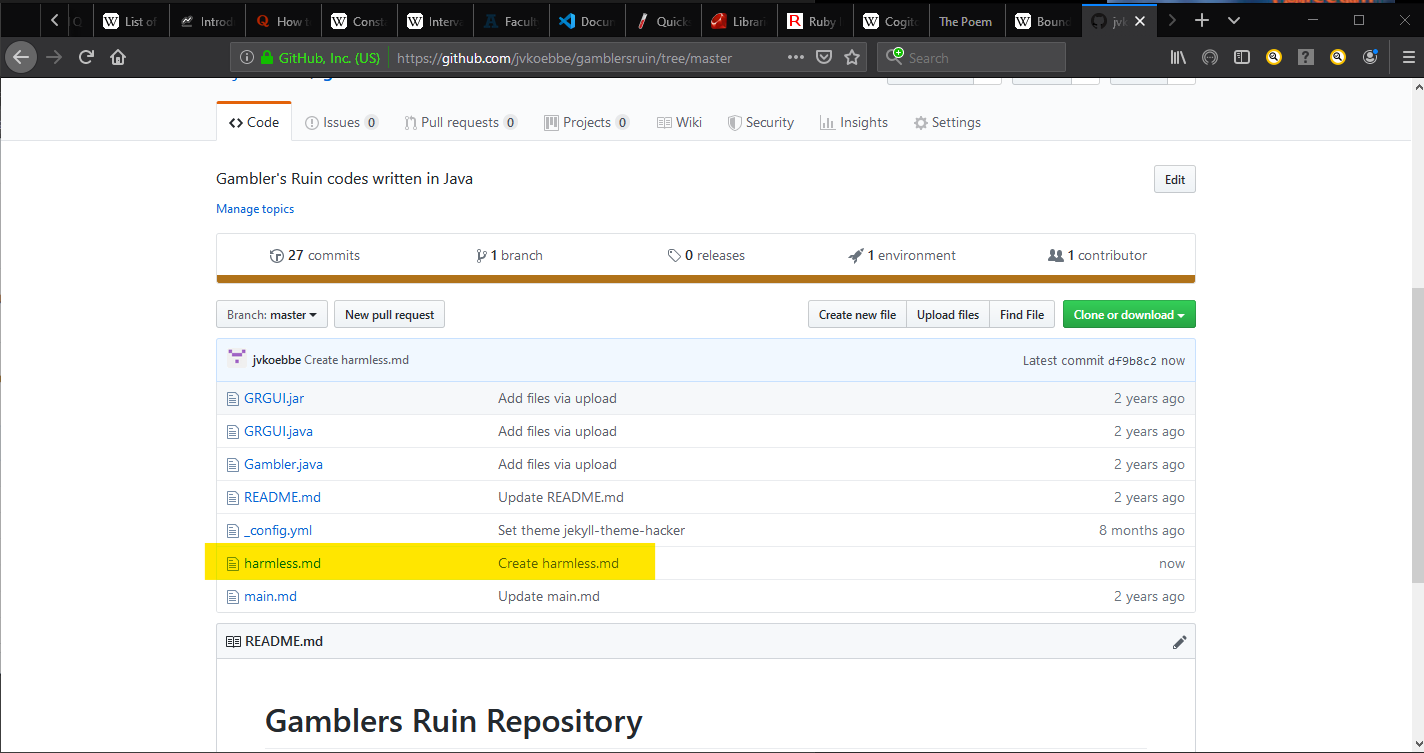 List of
Introd
How to
Consta
Interva
Facult
Docum
Quicks
Librari
Ruby
Cogito
The Poem
Bound
jvk
GitHub, Inc. (US) https://github.com/jvkoebbe/gamblersruin/tree/master Search
Code Issues 0 Pull requests 0 Projects 0 Wiki Security Insights Settings
Gambler's Ruin codes written in Java Edit
Manage topics
27 commits 1 branch 0 releases 1 environment 1 contributor
Branch: master New pull request Create new file Upload files Find File Clone or download
jvkoebbe Create harmless.md Latest commit df9b8c2 now
GRGUI.jar Add files via upload 2 years ago
GRGUI.java Add files via upload 2 years ago
Gambler.java Add files via upload 2 years ago
README.md Update README.md 2 years ago
_config.yml Set theme jekyll-theme-hacker 8 months ago
harmless.md Create harmless.md now
main.md Update main.md 2 years ago
README.md
Gamblers Ruin Repository